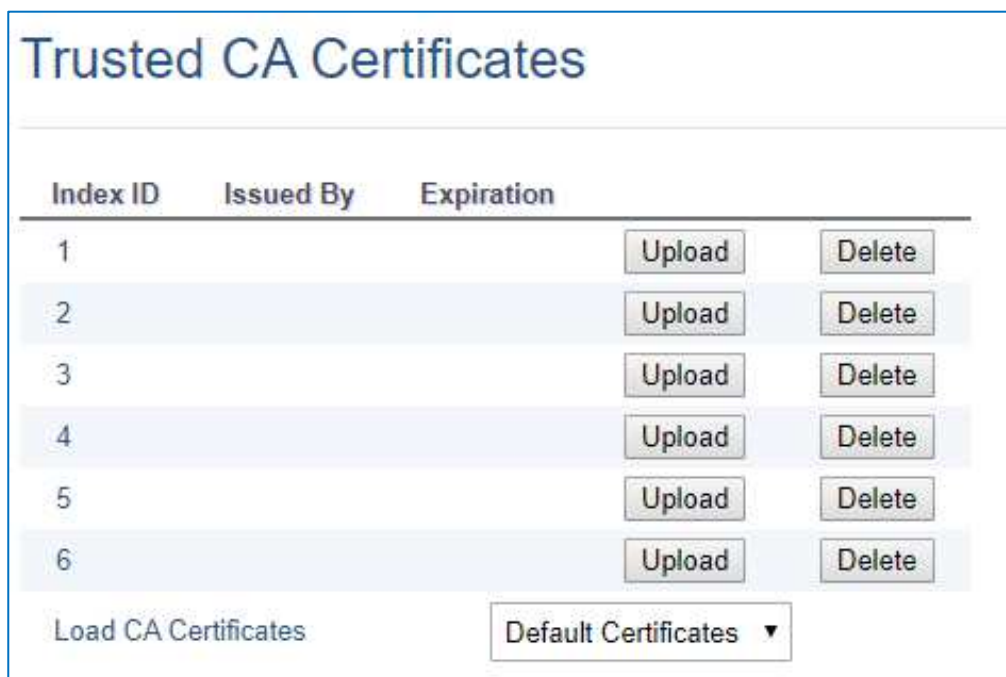 Trusted CA Certificates
Index ID Issued By Expiration
1 Upload Delete
2 Upload Delete
3 Upload Delete
4 Upload Delete
5 Upload Delete
6 Upload Delete
Load CA Certificates Default Certificates